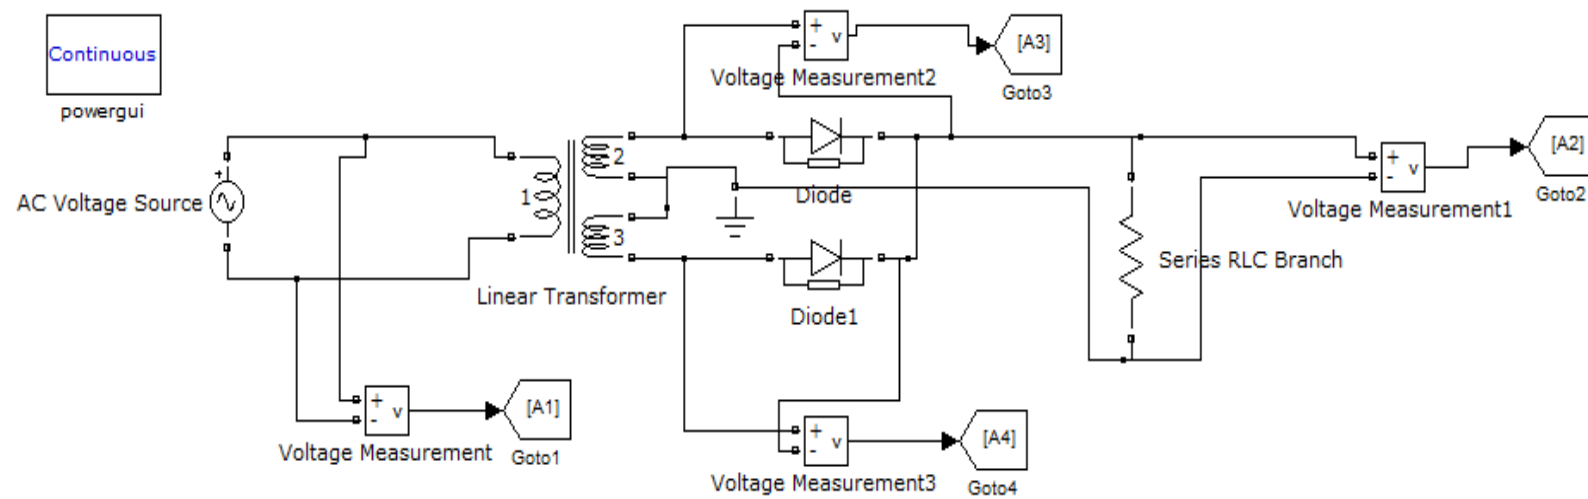 +
v
-
[A3]
Voltage Measurement2
Goto3
Continuous
powergui
+
AC Voltage Source
1
2
3
Linear Transformer
Diode
Diode1
+
v
-
[A2]
Voltage Measurement1
Goto2
Series RLC Branch
+
v
-
[A1]
Voltage Measurement
Goto1
+
v
-
[A4]
Voltage Measurement3
Goto4